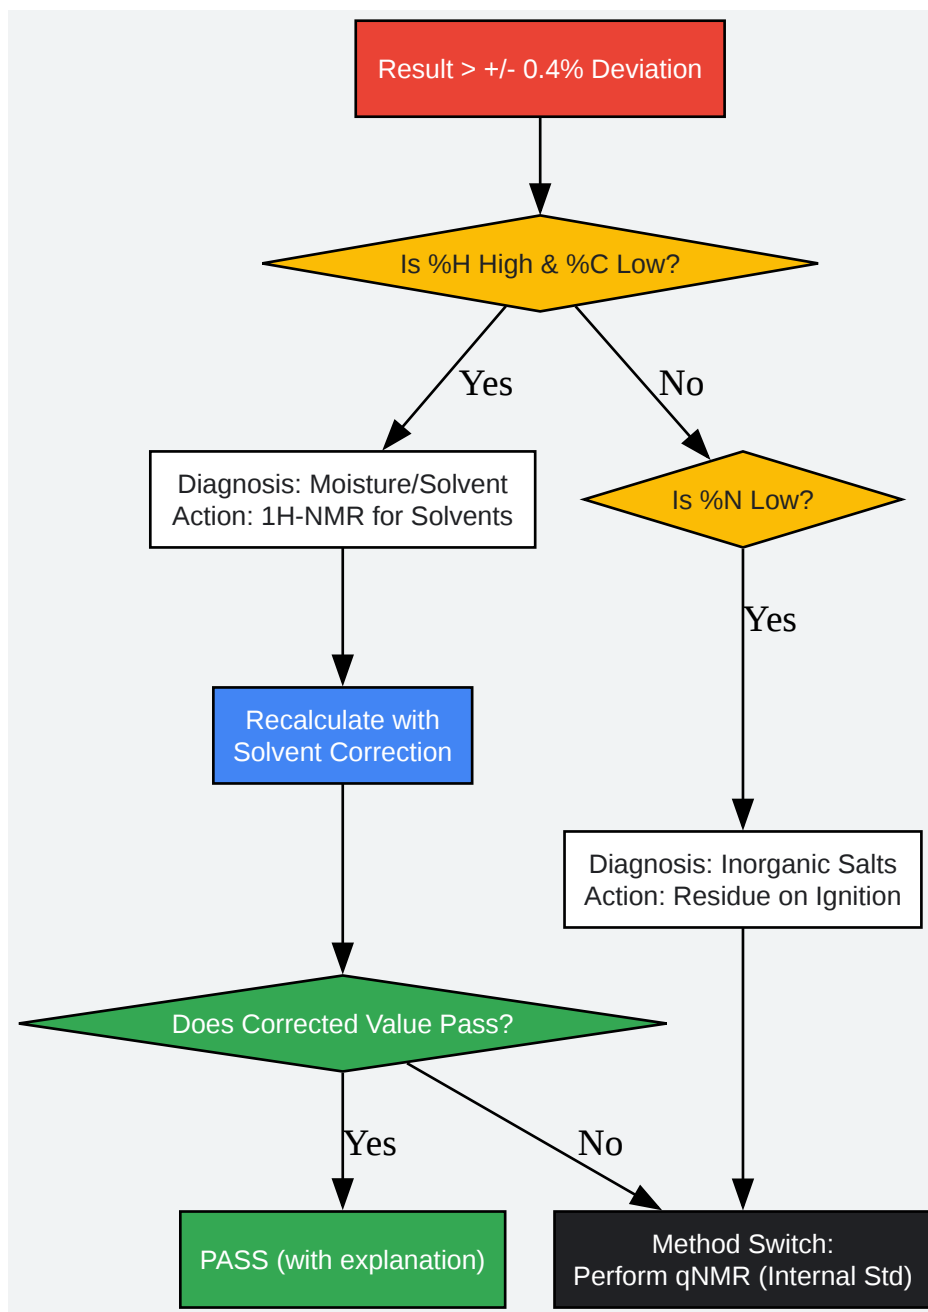 Result > +/- 0.4% Deviation
Is %H High & %C Low?
Yes
No
Diagnosis: Moisture/Solvent
Action: 1H-NMR for Solvents
Is %N Low?
Yes
Recalculate with
Solvent Correction
Diagnosis: Inorganic Salts
Action: Residue on Ignition
Does Corrected Value Pass?
Yes
No
PASS (with explanation)
Method Switch:
Perform qNMR (Internal Std)